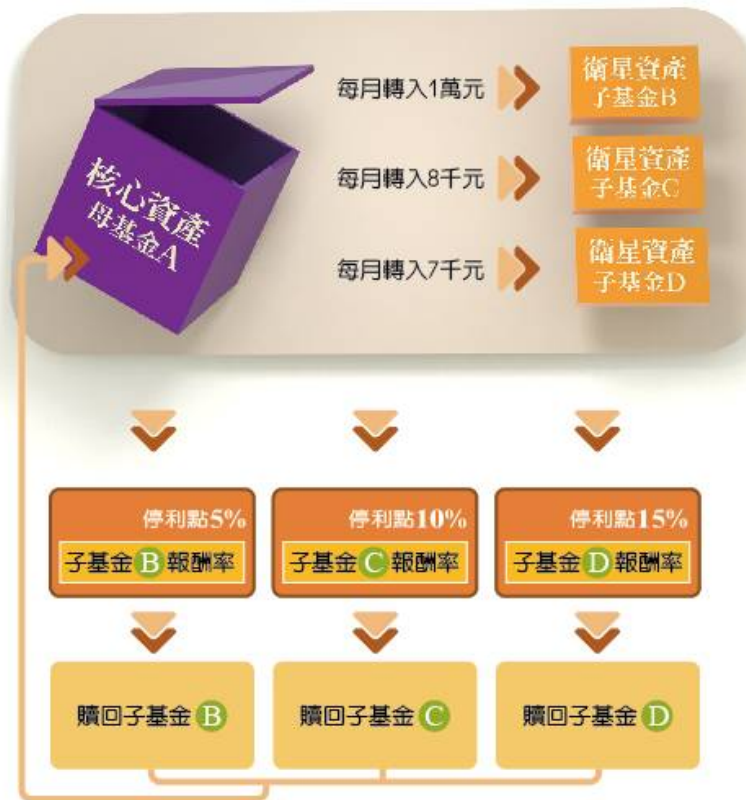 核心資產
母基金A
每月轉入1萬元
衛星資產
子基金B
每月轉入8千元
衛星資產
子基金C
每月轉入7千元
衛星資產
子基金D
停利點5%
子基金B報酬率
停利點10%
子基金C報酬率
停利點15%
子基金D報酬率
贖回子基金B
贖回子基金C
贖回子基金D